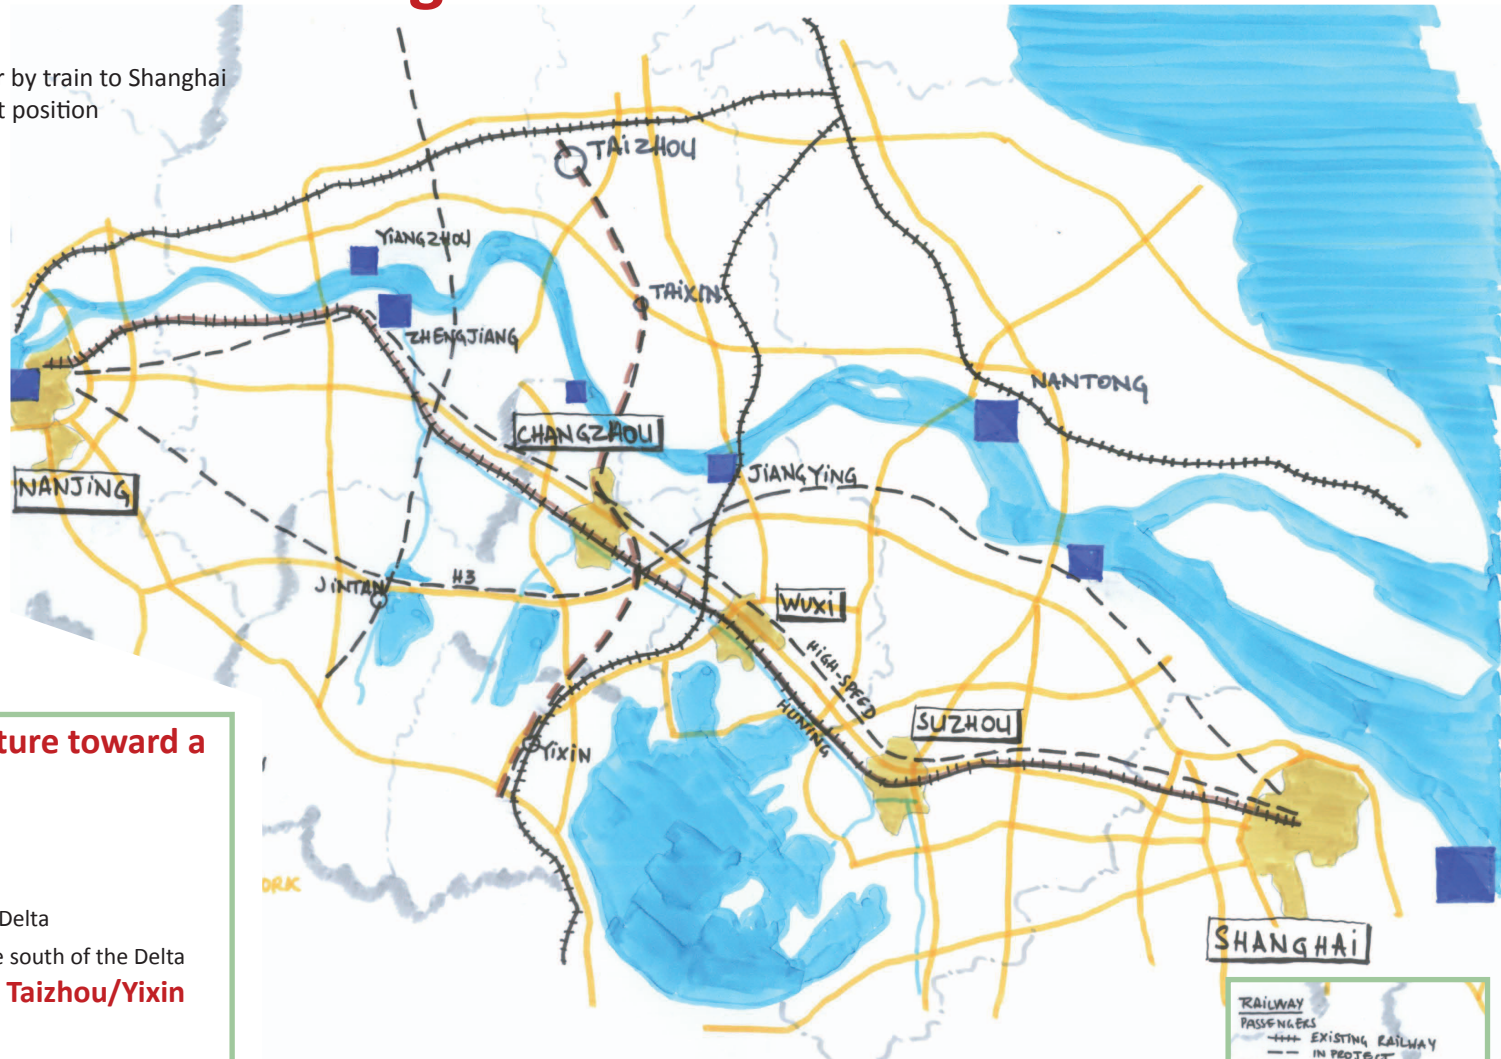 r by train to Shanghai
t position
TAIZHOU
YIANGZHOU
TAIXIN
ZHENGJIANG
NANTONG
CHANGZHOU
JIANGYING
NANJING
H3
JINTAN
WUXI
HIGH-SPEED
HUNING
SUZHOU
YIXIN
ture toward a
ORK
Delta
e south of the Delta
Taizhou/Yixin
SHANGHAI
RAILWAY
PASSENGERS
EXISTING RAILWAY
IN PROJECT